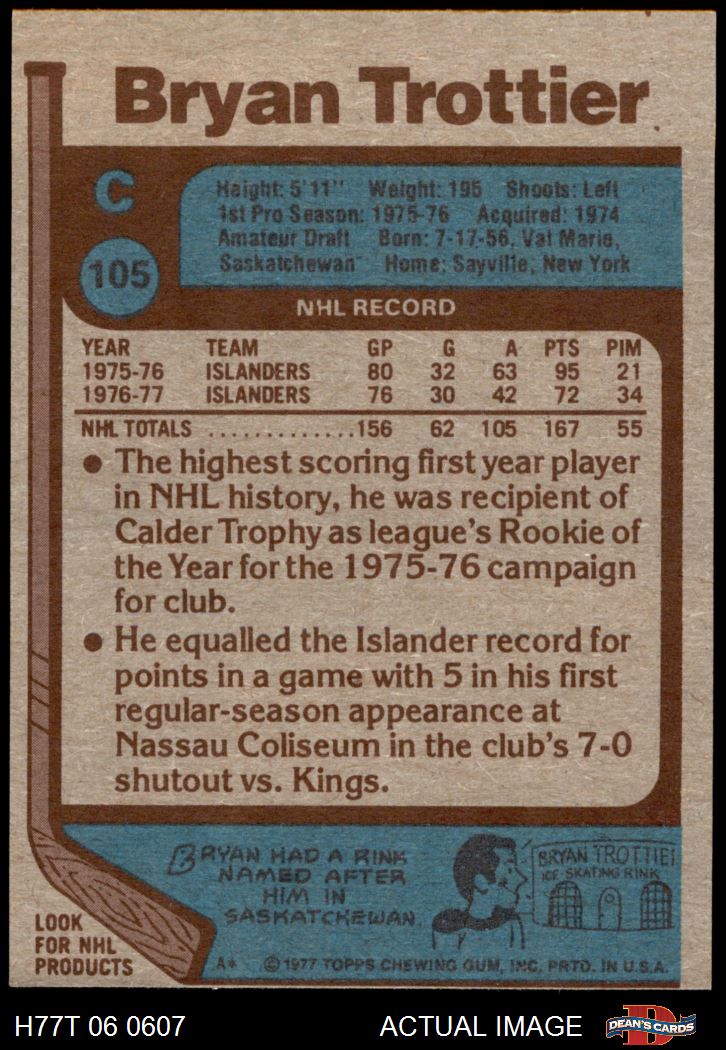 Bryan Trottier
C
105
Height: 5'11" Weight: 195 Shoots: Left
1st Pro Season: 1975-76 Acquired: 1974
Amateur Draft Born: 7-17-56, Val Marie,
Saskatchewan Home: Sayville, New York
NHL RECORD
YEAR TEAM GP G A PTS PIM
1975-76 ISLANDERS 80 32 63 95 21
1976-77 ISLANDERS 76 30 42 72 34
NHL TOTALS .............156 62 105 167 55
● The highest scoring first year player
in NHL history, he was recipient of
Calder Trophy as league's Rookie of
the Year for the 1975-76 campaign
for club.
● He equalled the Islander record for
points in a game with 5 in his first
regular-season appearance at
Nassau Coliseum in the club's 7-0
shutout vs. Kings.
BRYAN HAD A RINK
NAMED AFTER
HIM IN
SASKATCHEWAN.
BRYAN TROTTIE
ICE SKATING RINK
LOOK
FOR NHL
PRODUCTS
A* ©1977 TOPPS CHEWING GUM, INC. PRTD. IN U.S.A.
H77T 06 0607 ACTUAL IMAGE
DEAN'S CARDS